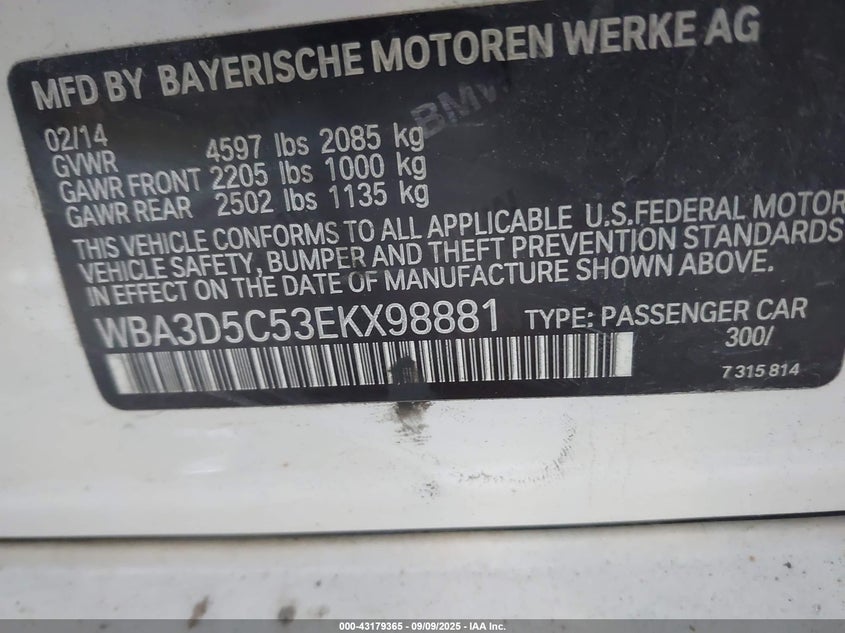 MFD BY BAYERISCHE MOTOREN WERKE AG
02/14
GVWR 4597 lbs 2085 kg
GAWR FRONT 2205 lbs 1000 kg
GAWR REAR 2502 lbs 1135 kg
THIS VEHICLE CONFORMS TO ALL APPLICABLE U.S.FEDERAL MOTOR
VEHICLE SAFETY, BUMPER AND THEFT PREVENTION STANDARDS
IN EFFECT ON THE DATE OF MANUFACTURE SHOWN ABOVE.
WBA3D5C53EKX98881 TYPE: PASSENGER CAR
300/
7 315 814
BMW
000-43179365 - 09/09/2025 - IAA Inc.